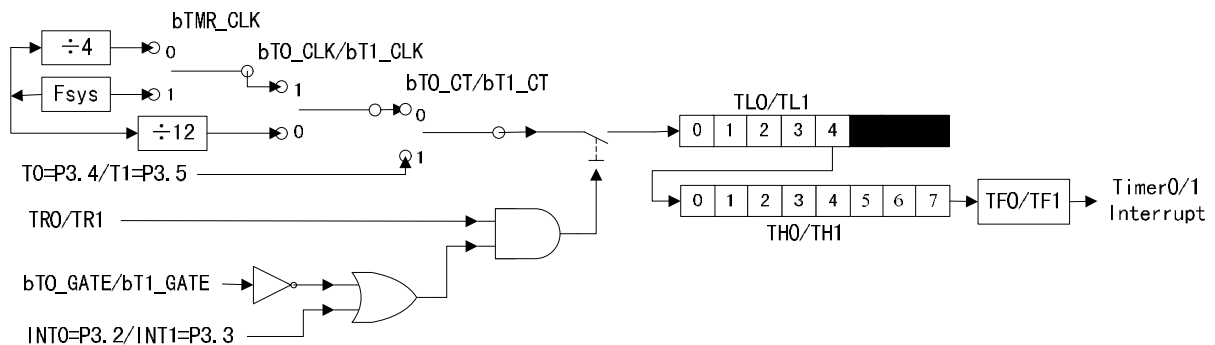 bTMR_CLK
÷4
0
bT0_CLK/bT1_CLK
Fsys
1
1
bT0_CT/bT1_CT
0
÷12
0
TL0/TL1
0 1 2 3 4
T0=P3.4/T1=P3.5
1
0 1 2 3 4 5 6 7
TH0/TH1
TF0/TF1
Timer0/1
Interrupt
TR0/TR1
bT0_GATE/bT1_GATE
INT0=P3.2/INT1=P3.3